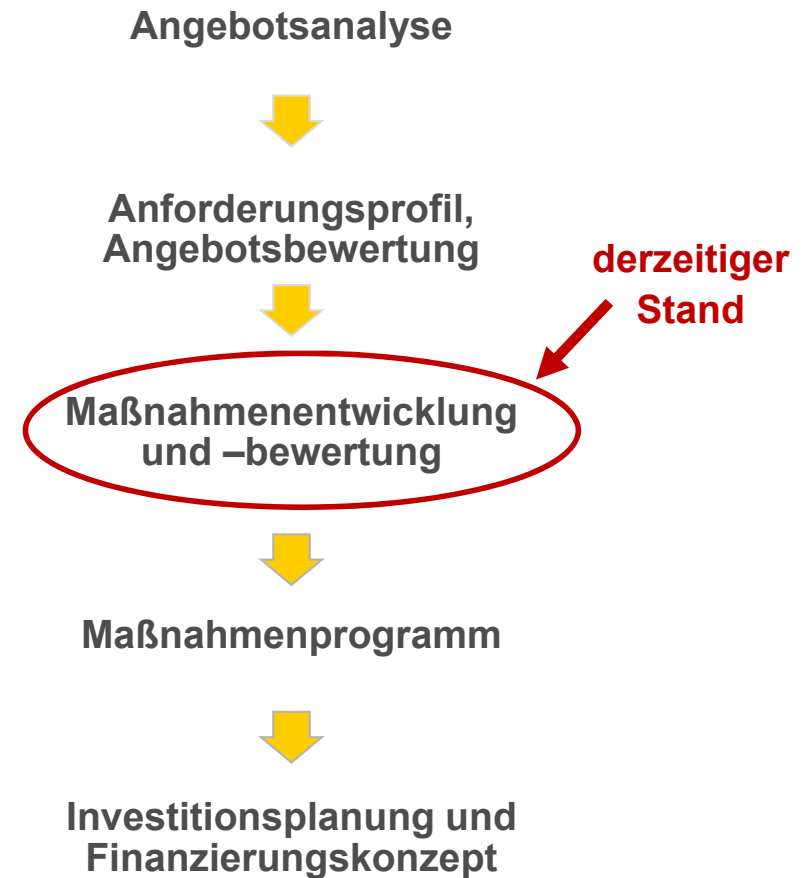 Angebotsanalyse
Anforderungsprofil,
Angebotsbewertung
derzeitiger
Stand
Maßnahmenentwicklung
und –bewertung
Maßnahmenprogramm
Investitionsplanung und
Finanzierungskonzept